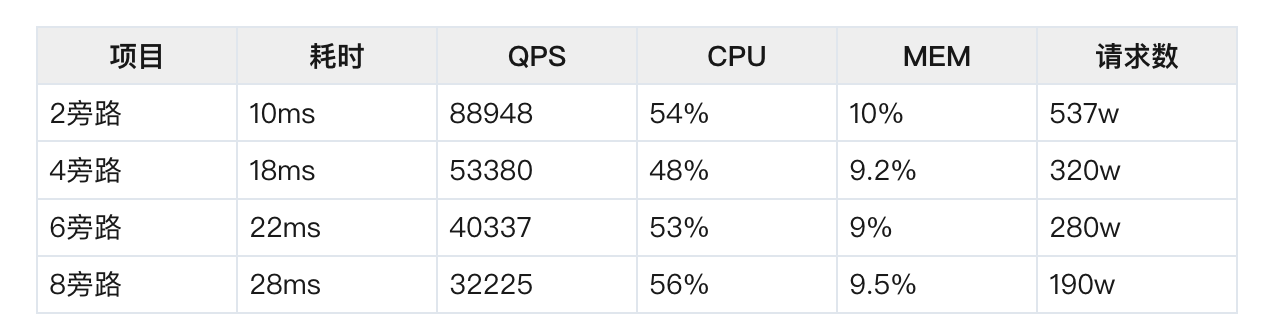 项目 耗时 QPS CPU MEM 请求数
2旁路 10ms 88948 54% 10% 537w
4旁路 18ms 53380 48% 9.2% 320w
6旁路 22ms 40337 53% 9% 280w
8旁路 28ms 32225 56% 9.5% 190w